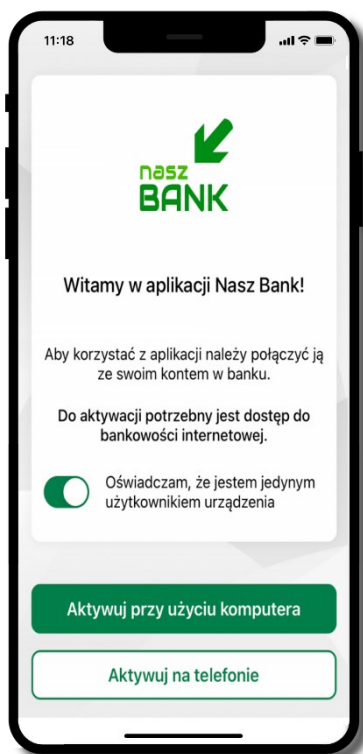 11:18
nasz
BANK
Witamy w aplikacji Nasz Bank!
Aby korzystać z aplikacji należy połączyć ją
ze swoim kontem w banku.
Do aktywacji potrzebny jest dostęp do
bankowości internetowej.
Oświadczam, że jestem jedynym
użytkownikiem urządzenia
Aktywuj przy użyciu komputera
Aktywuj na telefonie